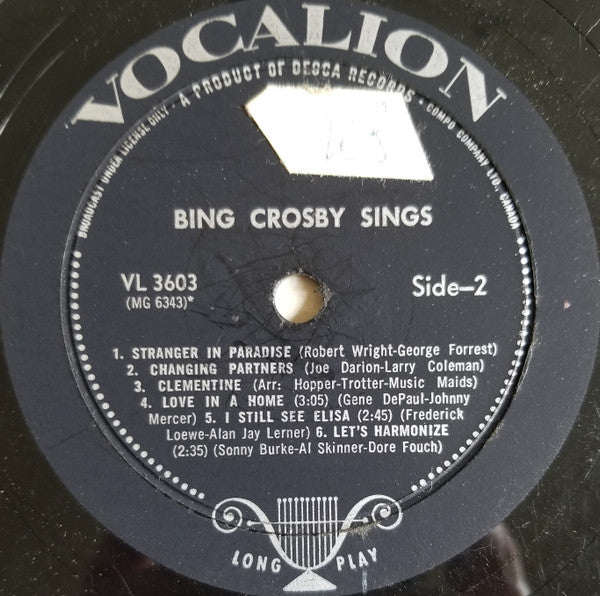 VOCALION
BROADCAST UNDER LICENSE ONLY • A PRODUCT OF DECCA RECORDS • COMPO COMPANY LTD., CANADA
BING CROSBY SINGS
VL 3603
(MG 6343)*
Side-2
1. STRANGER IN PARADISE (Robert Wright-George Forrest)
2. CHANGING PARTNERS (Joe Darion-Larry Coleman)
3. CLEMENTINE (Arr: Hopper-Trotter-Music Maids)
4. LOVE IN A HOME (3:05) (Gene DePaul-Johnny
Mercer) 5. I STILL SEE ELISA (2:45) (Frederick
Loewe-Alan Jay Lerner) 6. LET'S HARMONIZE
(2:35) (Sonny Burke-Al Skinner-Dore Fouch)
LONG PLAY